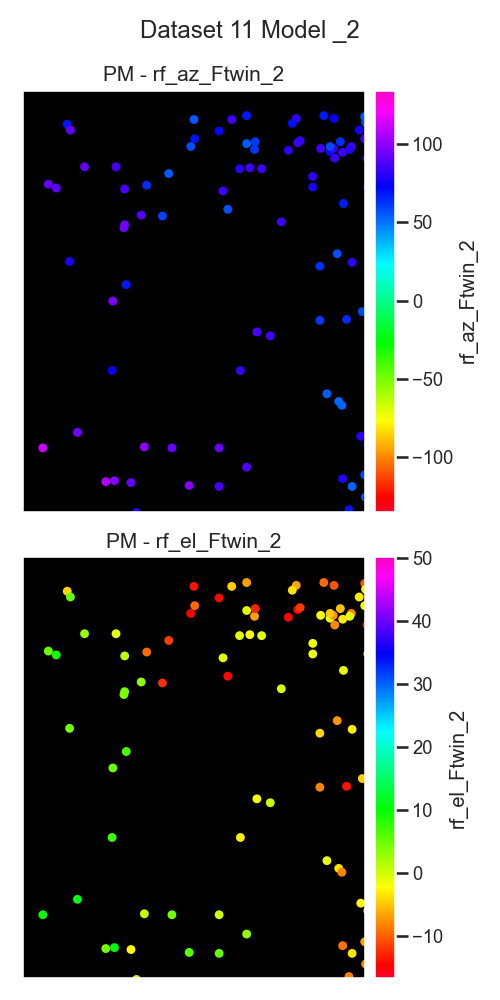 Dataset 11 Model _2
PM - rf_az_Ftwin_2
100
50
0
−50
−100
rf_az_Ftwin_2
PM - rf_el_Ftwin_2
50
40
30
20
10
0
−10
rf_el_Ftwin_2